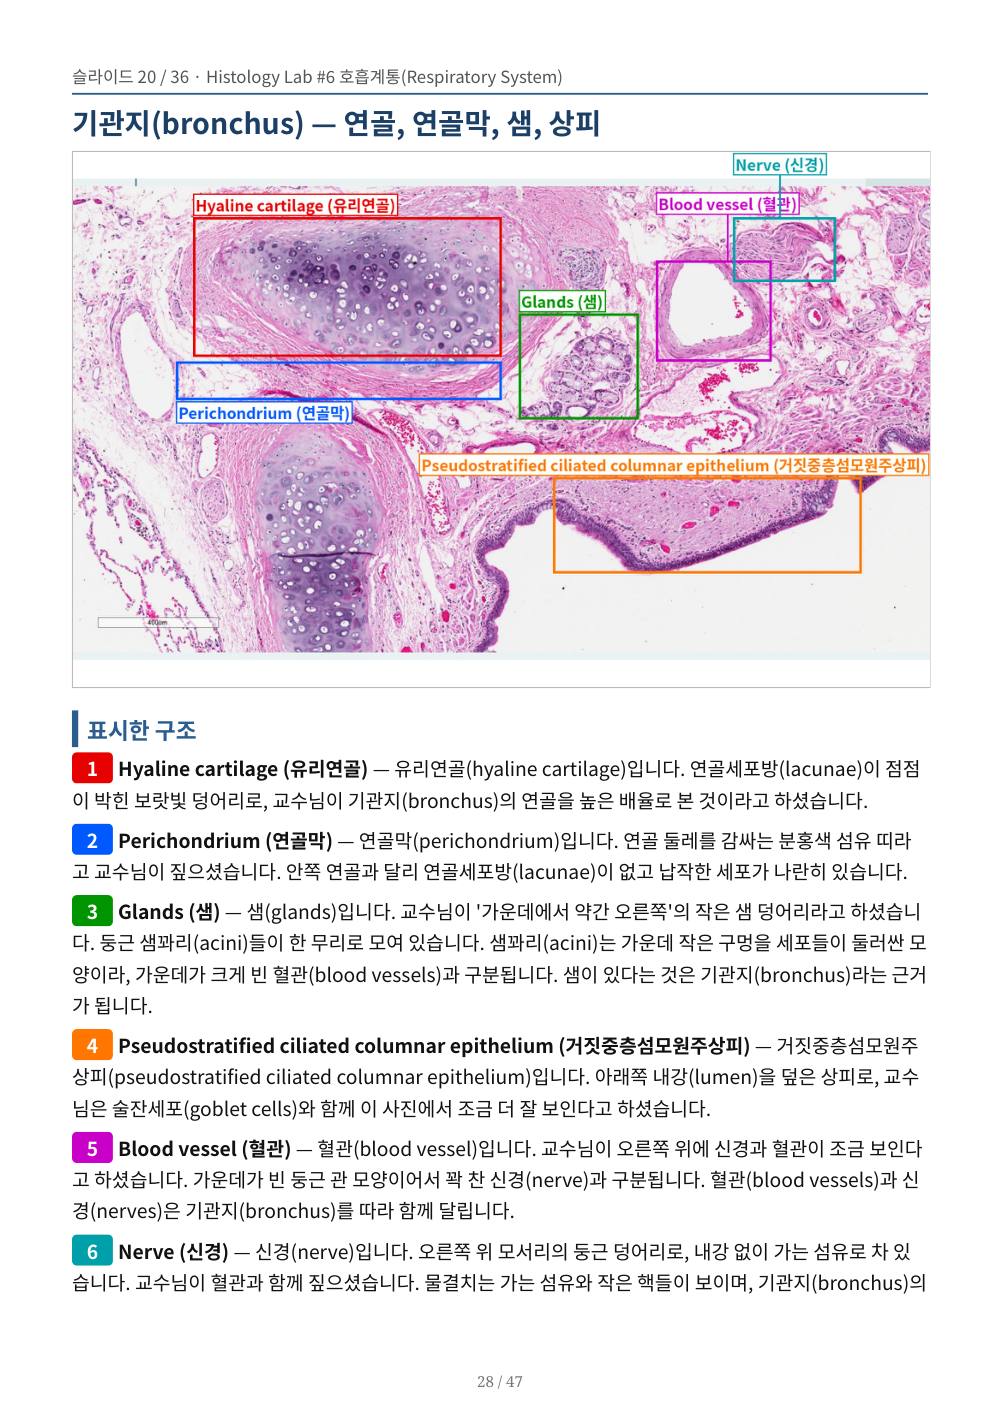 슬라이드 20 / 36 · Histology Lab #6 호흡계통(Respiratory System)
기관지(bronchus) — 연골, 연골막, 샘, 상피
Nerve (신경)
Hyaline cartilage (유리연골)
Blood vessel (혈관)
Glands (샘)
Perichondrium (연골막)
Pseudostratified ciliated columnar epithelium (거짓중층섬모원주상피)
400um
표시한 구조
1 Hyaline cartilage (유리연골) — 유리연골(hyaline cartilage)입니다. 연골세포방(lacunae)이 점점
이 박힌 보랏빛 덩어리로, 교수님이 기관지(bronchus)의 연골을 높은 배율로 본 것이라고 하셨습니다.
2 Perichondrium (연골막) — 연골막(perichondrium)입니다. 연골 둘레를 감싸는 분홍색 섬유 띠라
고 교수님이 짚으셨습니다. 안쪽 연골과 달리 연골세포방(lacunae)이 없고 납작한 세포가 나란히 있습니다.
3 Glands (샘) — 샘(glands)입니다. 교수님이 '가운데에서 약간 오른쪽'의 작은 샘 덩어리라고 하셨습니
다. 둥근 샘꽈리(acini)들이 한 무리로 모여 있습니다. 샘꽈리(acini)는 가운데 작은 구멍을 세포들이 둘러싼 모
양이라, 가운데가 크게 빈 혈관(blood vessels)과 구분됩니다. 샘이 있다는 것은 기관지(bronchus)라는 근거
가 됩니다.
4 Pseudostratified ciliated columnar epithelium (거짓중층섬모원주상피) — 거짓중층섬모원주
상피(pseudostratified ciliated columnar epithelium)입니다. 아래쪽 내강(lumen)을 덮은 상피로, 교수
님은 술잔세포(goblet cells)와 함께 이 사진에서 조금 더 잘 보인다고 하셨습니다.
5 Blood vessel (혈관) — 혈관(blood vessel)입니다. 교수님이 오른쪽 위에 신경과 혈관이 조금 보인다
고 하셨습니다. 가운데가 빈 둥근 관 모양이어서 꽉 찬 신경(nerve)과 구분됩니다. 혈관(blood vessels)과 신
경(nerves)은 기관지(bronchus)를 따라 함께 달립니다.
6 Nerve (신경) — 신경(nerve)입니다. 오른쪽 위 모서리의 둥근 덩어리로, 내강 없이 가는 섬유로 차 있
습니다. 교수님이 혈관과 함께 짚으셨습니다. 물결치는 가는 섬유와 작은 핵들이 보이며, 기관지(bronchus)의
28 / 47